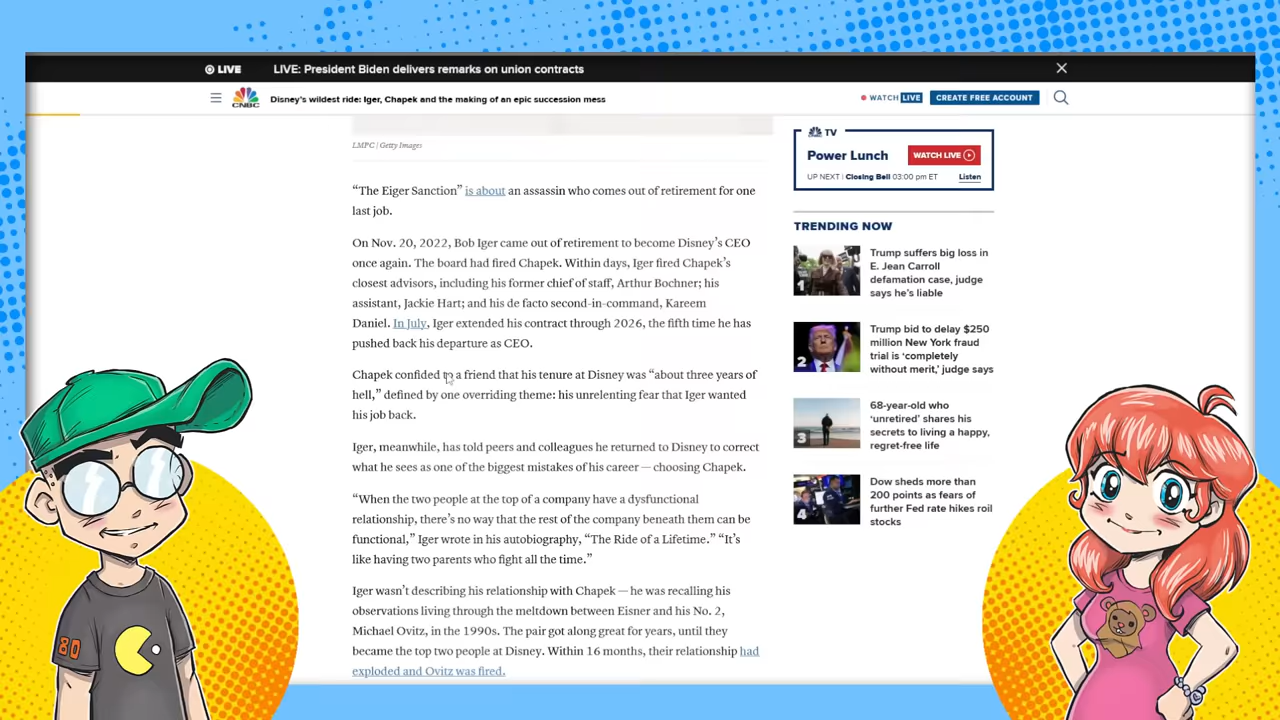 LIVE
LIVE: President Biden delivers remarks on union contracts
CNBC
Disney's wildest ride: Iger, Chapek and the making of an epic succession mess
WATCH LIVE
CREATE FREE ACCOUNT
LMPC / Getty Images
“The Eiger Sanction” is about an assassin who comes out of retirement for one
last job.
On Nov. 20, 2022, Bob Iger came out of retirement to become Disney’s CEO
once again. The board had fired Chapek. Within days, Iger fired Chapek’s
closest advisors, including his former chief of staff, Arthur Bochner; his
assistant, Jackie Hart; and his de facto second-in-command, Kareem
Daniel. In July, Iger extended his contract through 2026, the fifth time he has
pushed back his departure as CEO.
Chapek confided to a friend that his tenure at Disney was “about three years of
hell,” defined by one overriding theme: his unrelenting fear that Iger wanted
his job back.
Iger, meanwhile, has told peers and colleagues he returned to Disney to correct
what he sees as one of the biggest mistakes of his career — choosing Chapek.
“When the two people at the top of a company have a dysfunctional
relationship, there’s no way that the rest of the company beneath them can be
functional,” Iger wrote in his autobiography, “The Ride of a Lifetime.” “It’s
like having two parents who fight all the time.”
Iger wasn’t describing his relationship with Chapek — he was recalling his
observations living through the meltdown between Eisner and his No. 2,
Michael Ovitz, in the 1990s. The pair got along great for years, until they
became the top two people at Disney. Within 16 months, their relationship had
exploded and Ovitz was fired.
TV
Power Lunch
WATCH LIVE
UP NEXT | Closing Bell 03:00 pm ET
Listen
TRENDING NOW
1
Trump suffers big loss in
E. Jean Carroll
defamation case, judge
says he’s liable
2
Trump bid to delay $250
million New York fraud
trial is ‘completely
without merit,’ judge says
3
68-year-old who
‘unretired’ shares his
secrets to living a happy,
regret-free life
4
Dow sheds more than
200 points as fears of
further Fed rate hikes roil
stocks
80